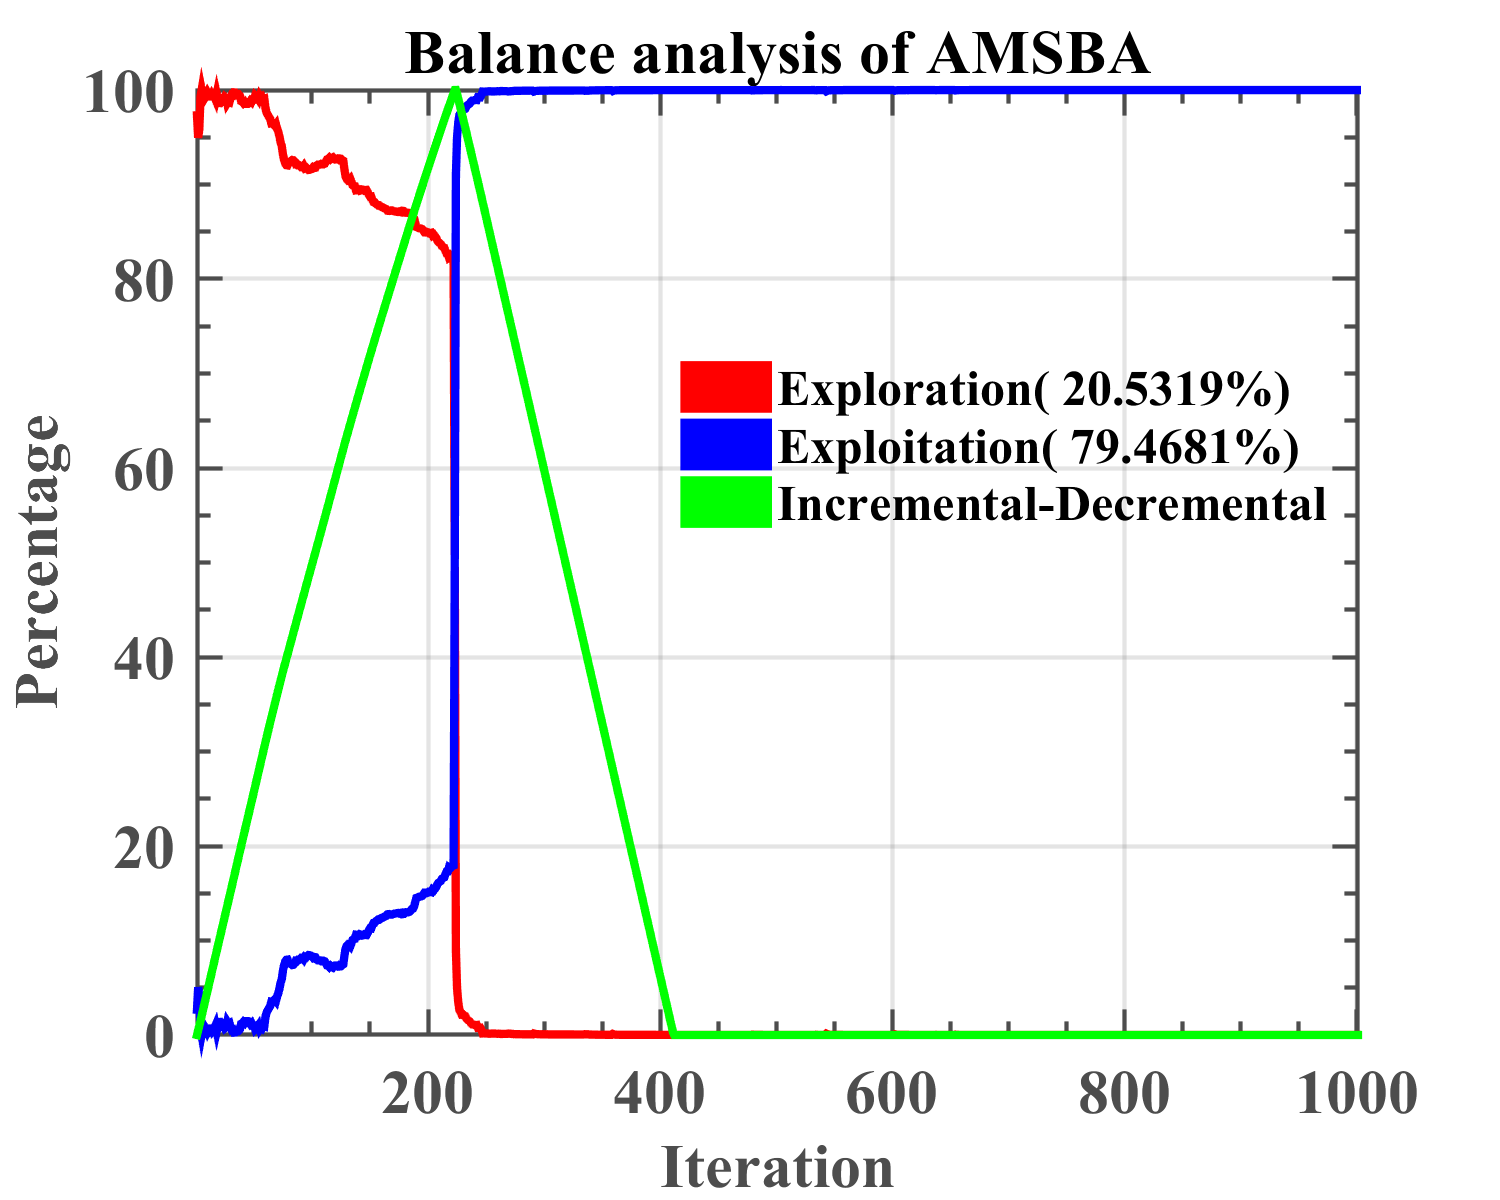 Balance analysis of AMSBA
100
80
60
40
20
0
Percentage
Exploration( 20.5319%)
Exploitation( 79.4681%)
Incremental-Decremental
200 400 600 800 1000
Iteration